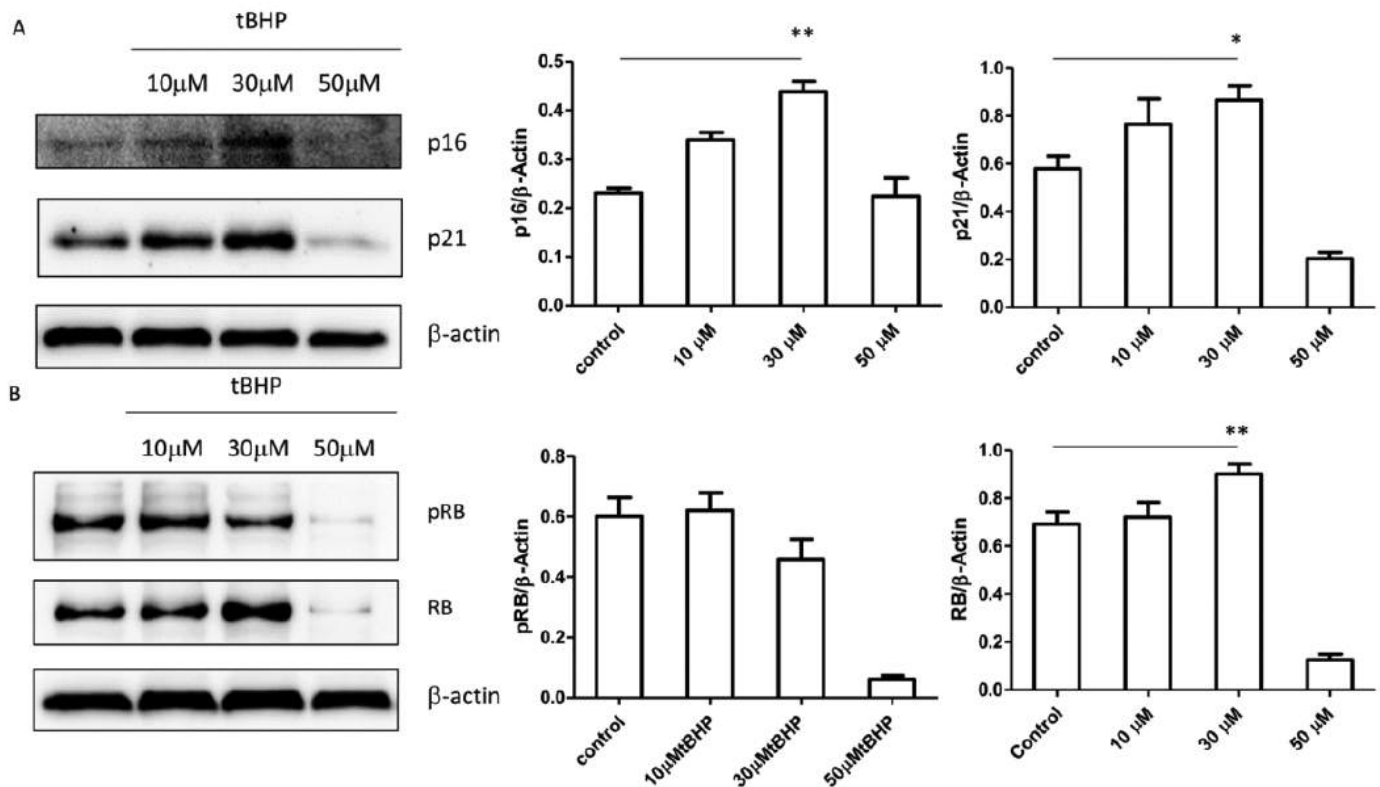 A
tBHP
10μM 30μM 50μM
p16
p21
β-actin
**
p16/β-Actin
0.5
0.4
0.3
0.2
0.1
0.0
control
10 μM
30 μM
50 μM
*
p21/β-Actin
1.0
0.8
0.6
0.4
0.2
0.0
control
10 μM
30 μM
50 μM
B
tBHP
10μM 30μM 50μM
pRB
RB
β-actin
pRB/β-Actin
0.8
0.6
0.4
0.2
0.0
control
10μMtBHP
30μMtBHP
50μMtBHP
**
RB/β-Actin
1.0
0.8
0.6
0.4
0.2
0.0
Control
10 μM
30 μM
50 μM